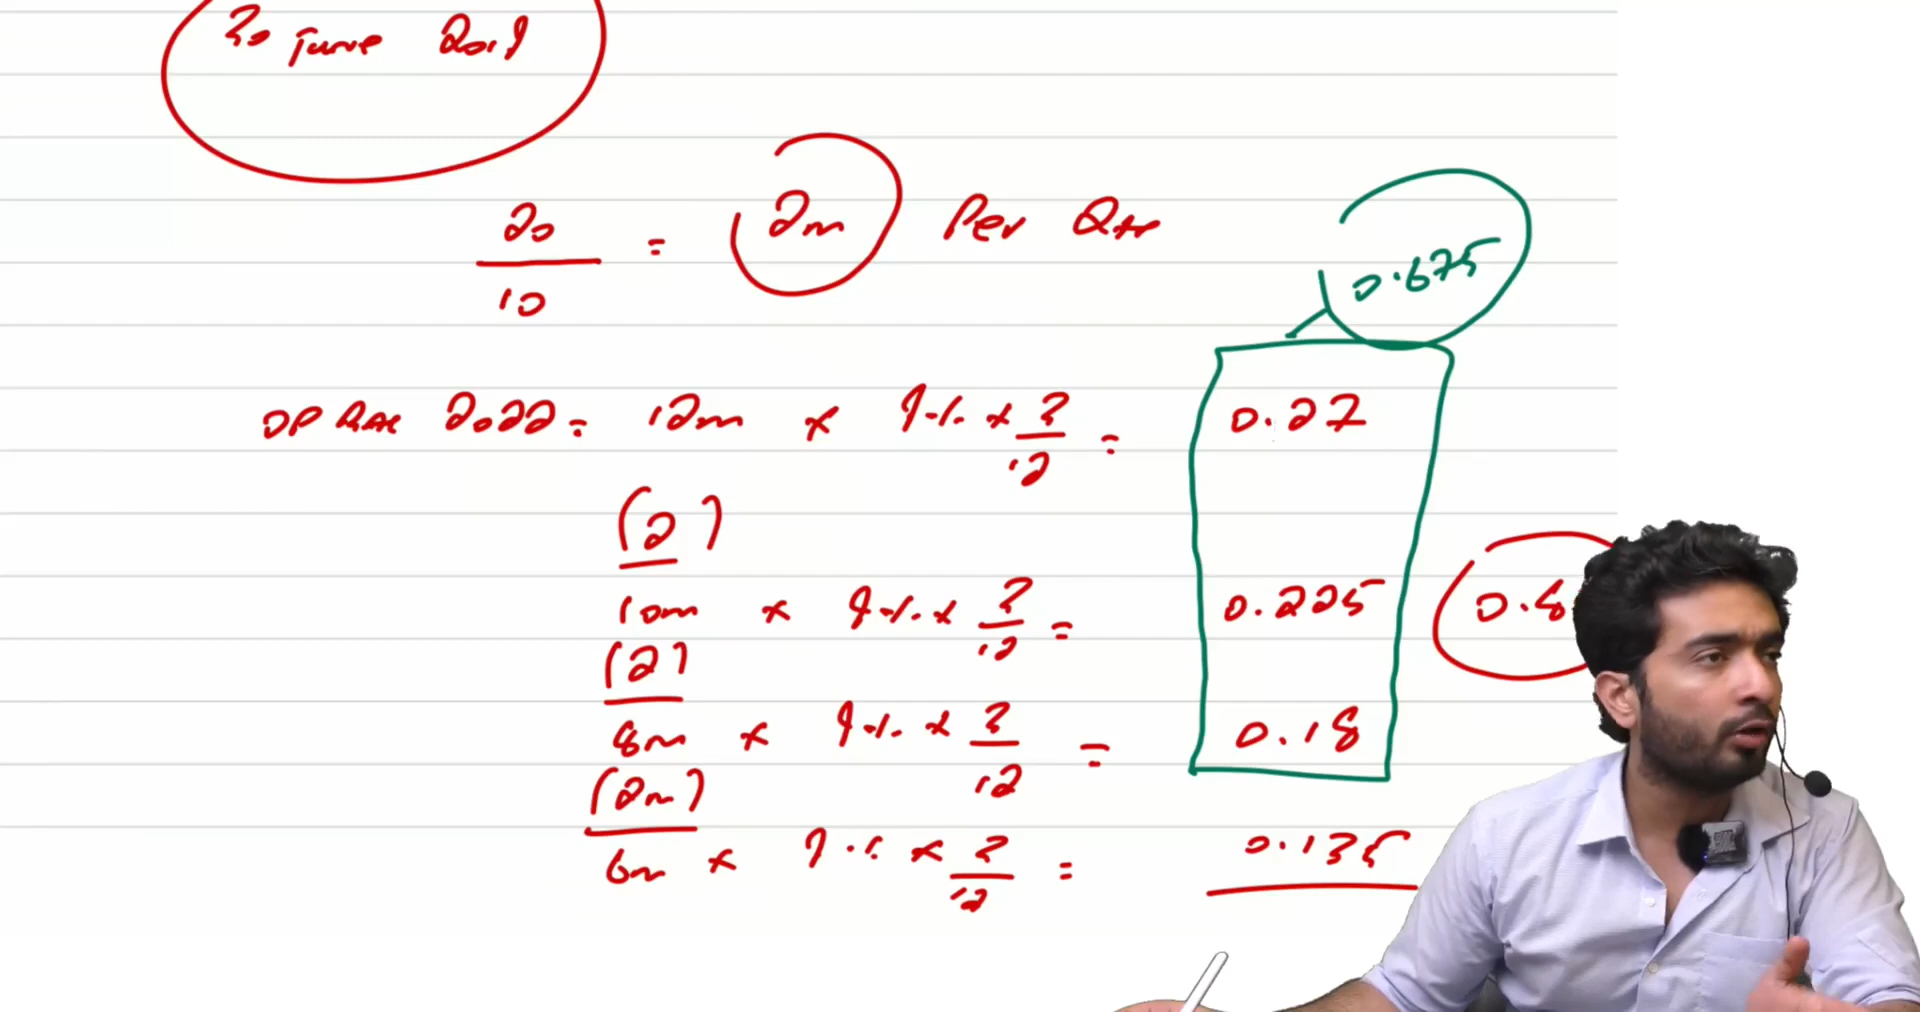 30 June 2019
20
10
= 2m Per Qtr
0.675
2022 = 12m × 9% × 3/12 = 0.27
(2)
10m × 9% × 3/12 = 0.225
0.8
(2)
8m × 9% × 3/12 = 0.18
(2m)
6m × 9% × 3/12 = 0.135